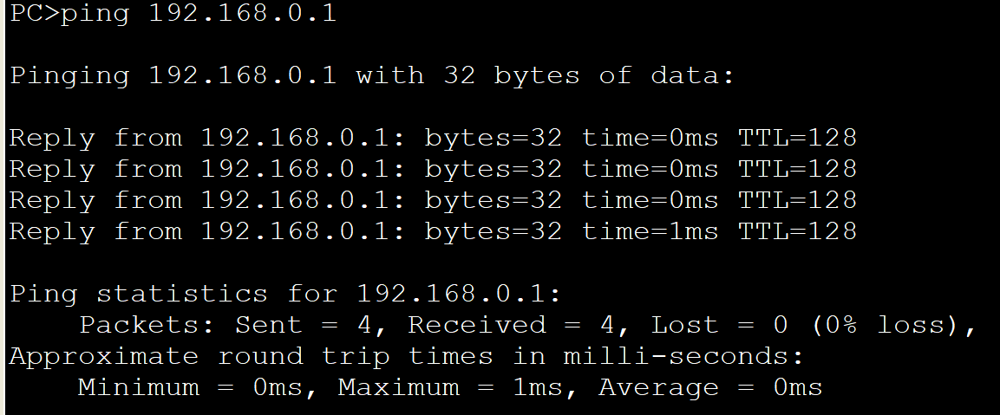 PC>ping 192.168.0.1
Pinging 192.168.0.1 with 32 bytes of data:
Reply from 192.168.0.1: bytes=32 time=0ms TTL=128
Reply from 192.168.0.1: bytes=32 time=0ms TTL=128
Reply from 192.168.0.1: bytes=32 time=0ms TTL=128
Reply from 192.168.0.1: bytes=32 time=1ms TTL=128
Ping statistics for 192.168.0.1:
    Packets: Sent = 4, Received = 4, Lost = 0 (0% loss),
Approximate round trip times in milli-seconds:
    Minimum = 0ms, Maximum = 1ms, Average = 0ms